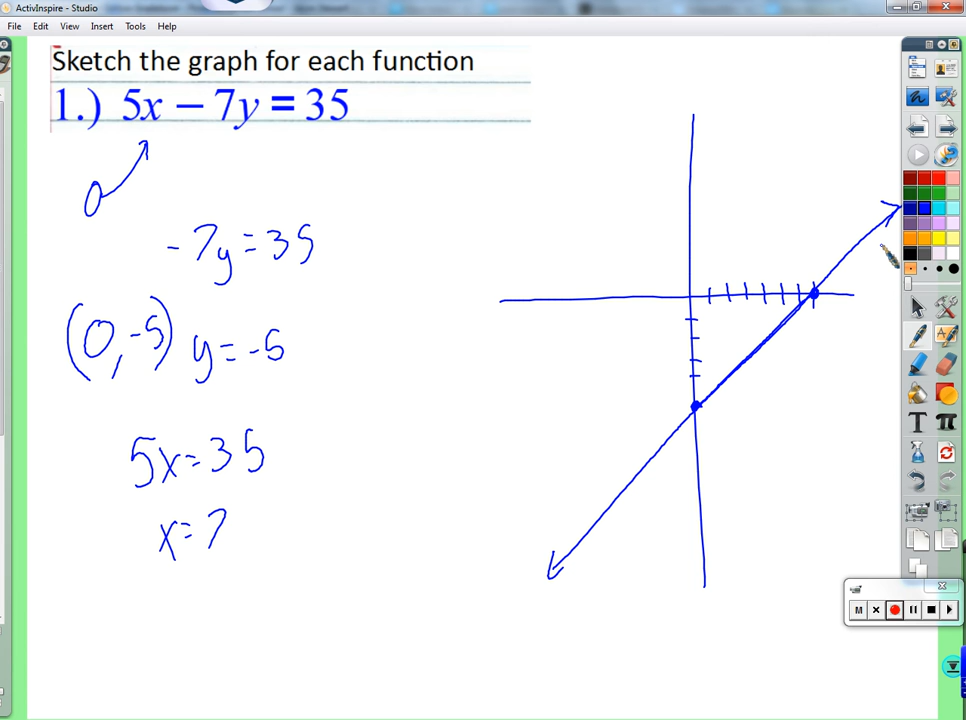 ActivInspire - Studio
File Edit View Insert Tools Help
Sketch the graph for each function
1.) 5x − 7y = 35
0
-7y = 35
(0, -5) y = -5
5x = 35
x = 7
T π
M